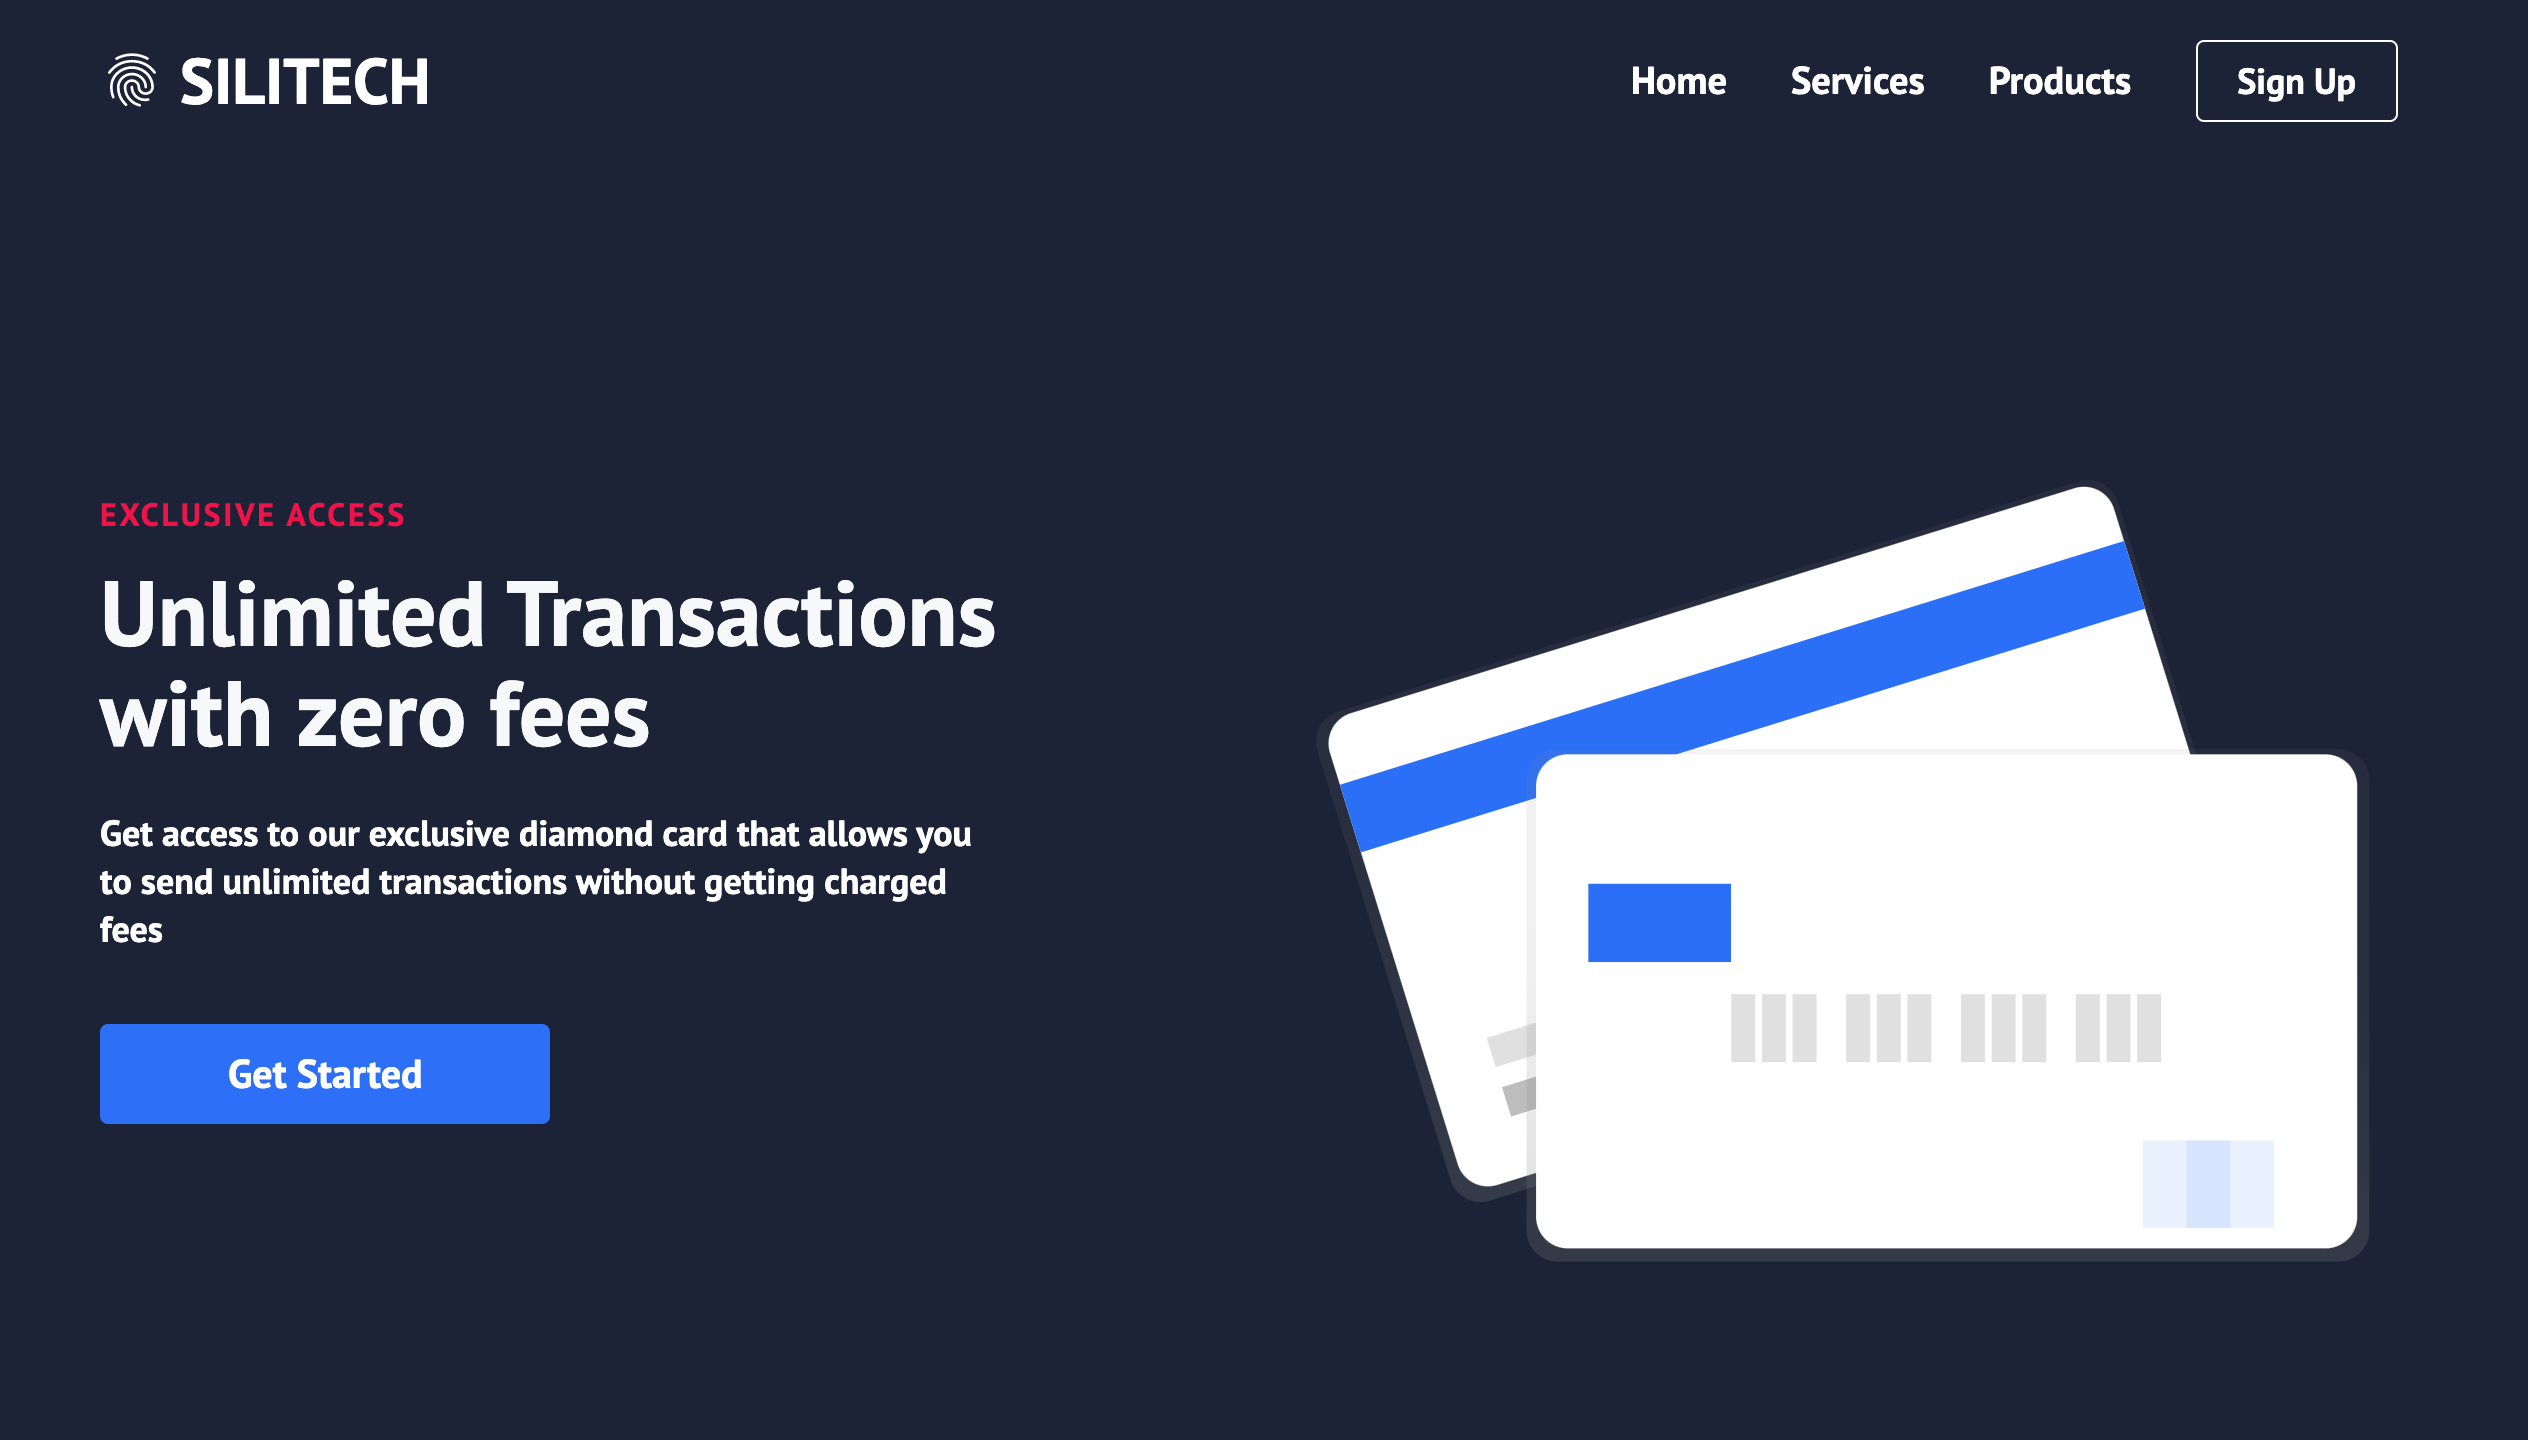 SILITECH
Home
Services
Products
Sign Up
EXCLUSIVE ACCESS
Unlimited Transactions
with zero fees
Get access to our exclusive diamond card that allows you
to send unlimited transactions without getting charged
fees
Get Started